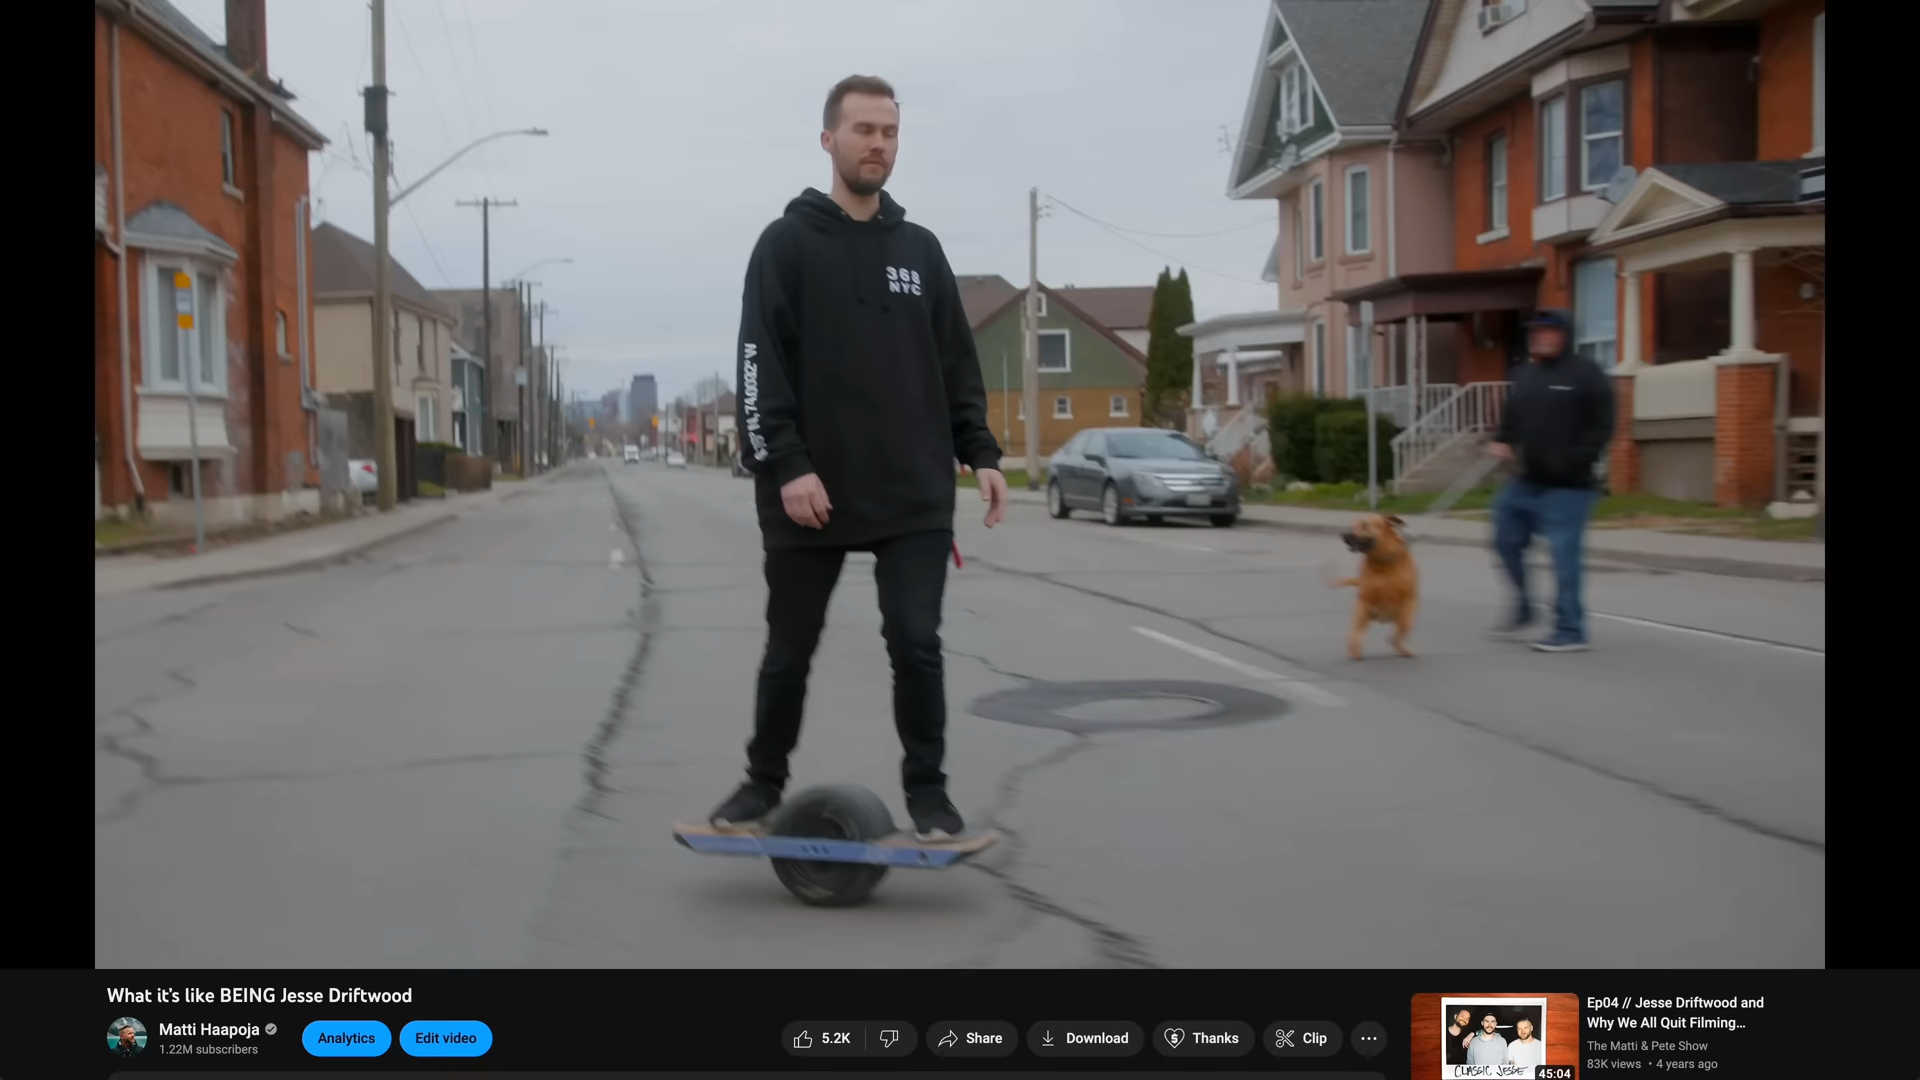 368
NYC
What it's like BEING Jesse Driftwood
Matti Haapoja
1.22M subscribers
Analytics
Edit video
5.2K
Share
Download
Thanks
Clip
Ep04 // Jesse Driftwood and
Why We All Quit Filming...
The Matti & Pete Show
83K views • 4 years ago
CLASSIC JESSE
45:04